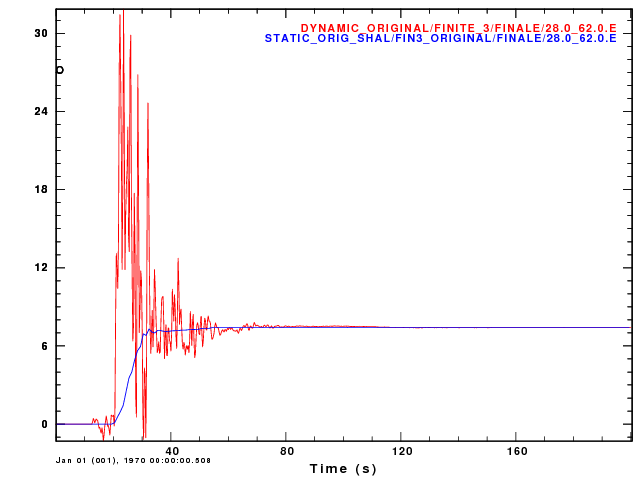 DYNAMIC_ORIGINAL/FINITE_3/FINALE/28.0_62.0.E
STATIC_ORIG_SHAL/FIN3_ORIGINAL/FINALE/28.0_62.0.E
30
24
18
12
6
0
40
80
120
160
Jan 01 (001), 1970 00:00:00.508
Time (s)